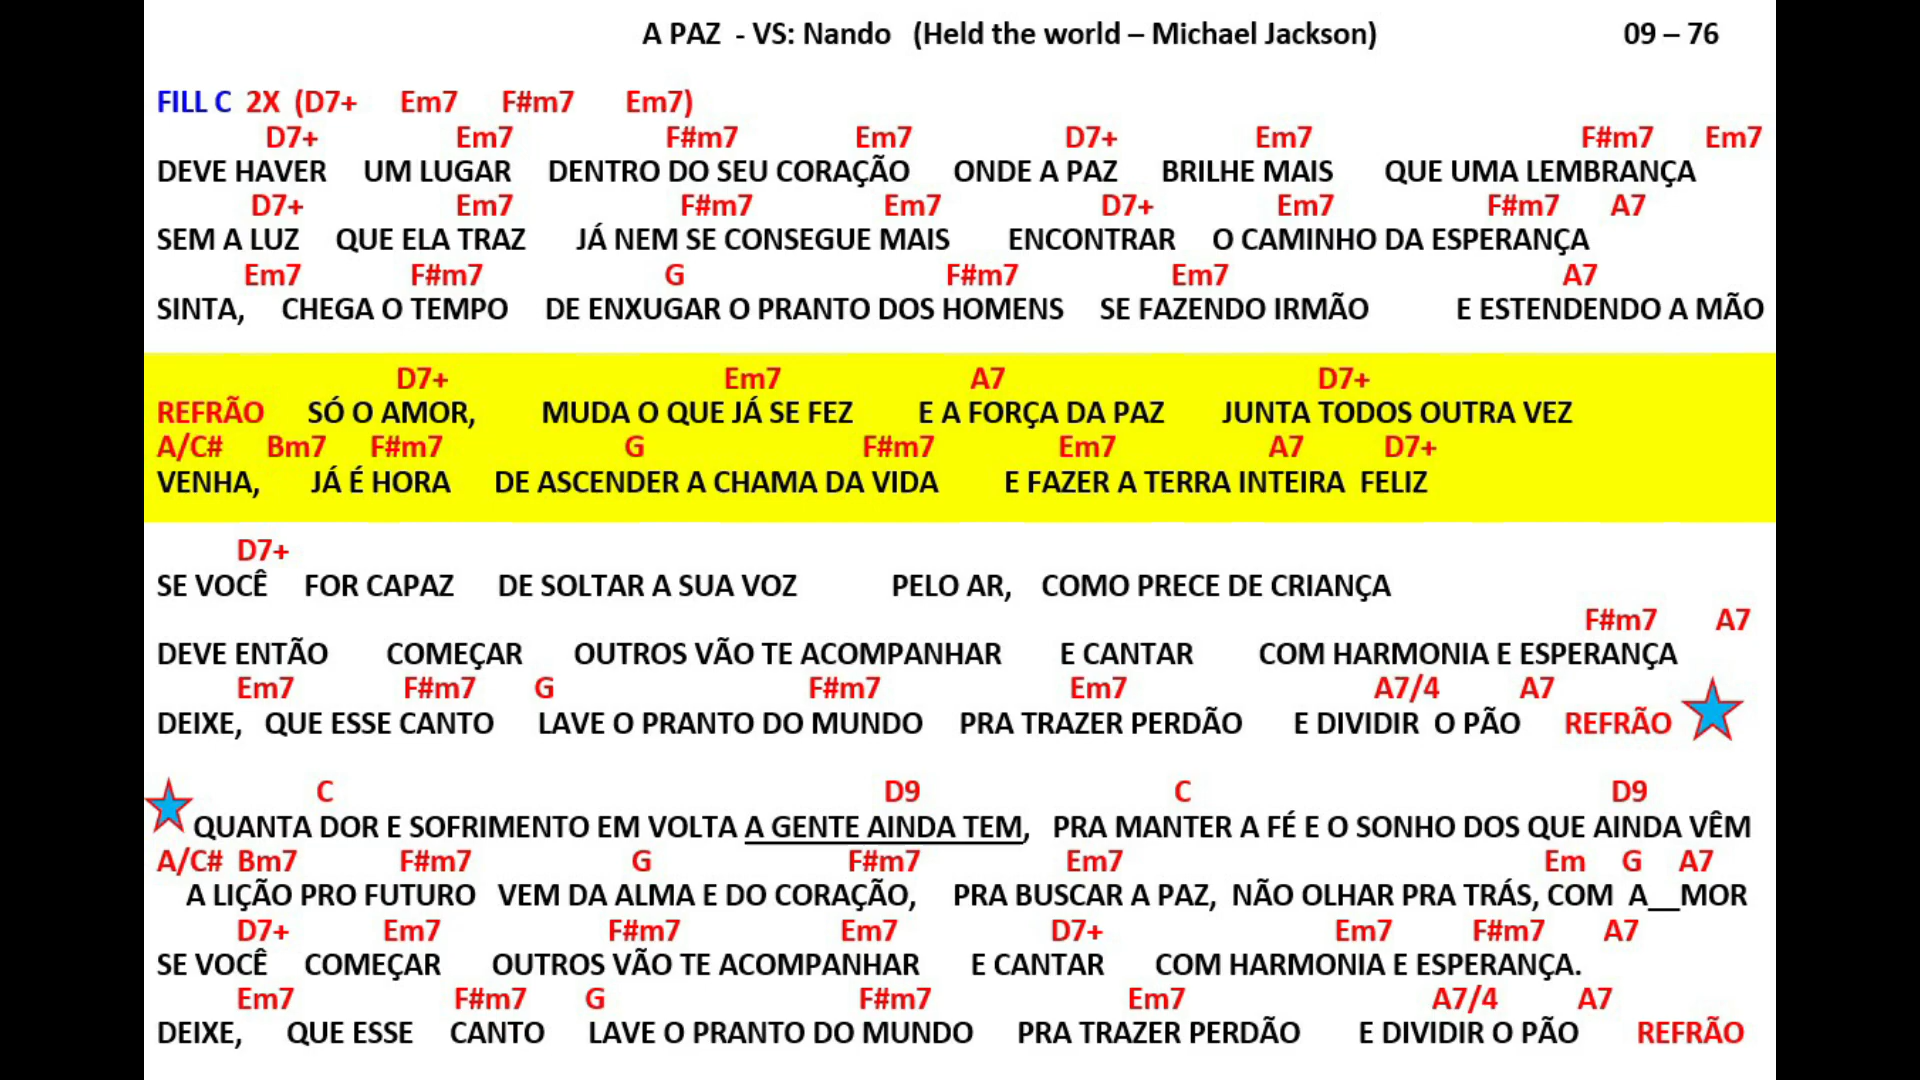 A PAZ - VS: Nando (Held the world – Michael Jackson) 09 – 76
FILL C 2X (D7+ Em7 F#m7 Em7)
D7+ Em7 F#m7 Em7 D7+ Em7 F#m7 Em7
DEVE HAVER UM LUGAR DENTRO DO SEU CORAÇÃO ONDE A PAZ BRILHE MAIS QUE UMA LEMBRANÇA
D7+ Em7 F#m7 Em7 D7+ Em7 F#m7 A7
SEM A LUZ QUE ELA TRAZ JÁ NEM SE CONSEGUE MAIS ENCONTRAR O CAMINHO DA ESPERANÇA
Em7 F#m7 G F#m7 Em7 A7
SINTA, CHEGA O TEMPO DE ENXUGAR O PRANTO DOS HOMENS SE FAZENDO IRMÃO E ESTENDENDO A MÃO
D7+ Em7 A7 D7+
REFRÃO SÓ O AMOR, MUDA O QUE JÁ SE FEZ E A FORÇA DA PAZ JUNTA TODOS OUTRA VEZ
A/C# Bm7 F#m7 G F#m7 Em7 A7 D7+
VENHA, JÁ É HORA DE ASCENDER A CHAMA DA VIDA E FAZER A TERRA INTEIRA FELIZ
D7+
SE VOCÊ FOR CAPAZ DE SOLTAR A SUA VOZ PELO AR, COMO PRECE DE CRIANÇA
F#m7 A7
DEVE ENTÃO COMEÇAR OUTROS VÃO TE ACOMPANHAR E CANTAR COM HARMONIA E ESPERANÇA
Em7 F#m7 G F#m7 Em7 A7/4 A7
DEIXE, QUE ESSE CANTO LAVE O PRANTO DO MUNDO PRA TRAZER PERDÃO E DIVIDIR O PÃO REFRÃO
C D9 C D9
QUANTA DOR E SOFRIMENTO EM VOLTA A GENTE AINDA TEM, PRA MANTER A FÉ E O SONHO DOS QUE AINDA VÊM
A/C# Bm7 F#m7 G F#m7 Em7 Em G A7
A LIÇÃO PRO FUTURO VEM DA ALMA E DO CORAÇÃO, PRA BUSCAR A PAZ, NÃO OLHAR PRA TRÁS, COM A__MOR
D7+ Em7 F#m7 Em7 D7+ Em7 F#m7 A7
SE VOCÊ COMEÇAR OUTROS VÃO TE ACOMPANHAR E CANTAR COM HARMONIA E ESPERANÇA.
Em7 F#m7 G F#m7 Em7 A7/4 A7
DEIXE, QUE ESSE CANTO LAVE O PRANTO DO MUNDO PRA TRAZER PERDÃO E DIVIDIR O PÃO REFRÃO